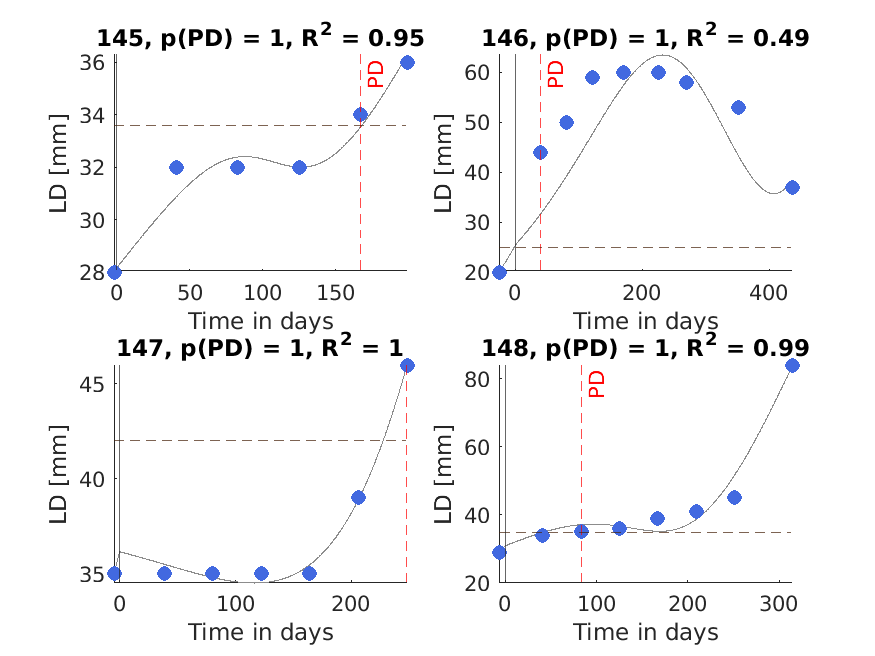 145, p(PD) = 1, R² = 0.95
36
34
32
30
28
LD [mm]
PD
0
50
100
150
Time in days
146, p(PD) = 1, R² = 0.49
60
50
40
30
20
LD [mm]
PD
0
200
400
Time in days
147, p(PD) = 1, R² = 1
45
40
35
LD [mm]
0
100
200
Time in days
148, p(PD) = 1, R² = 0.99
80
60
40
20
LD [mm]
PD
0
100
200
300
Time in days